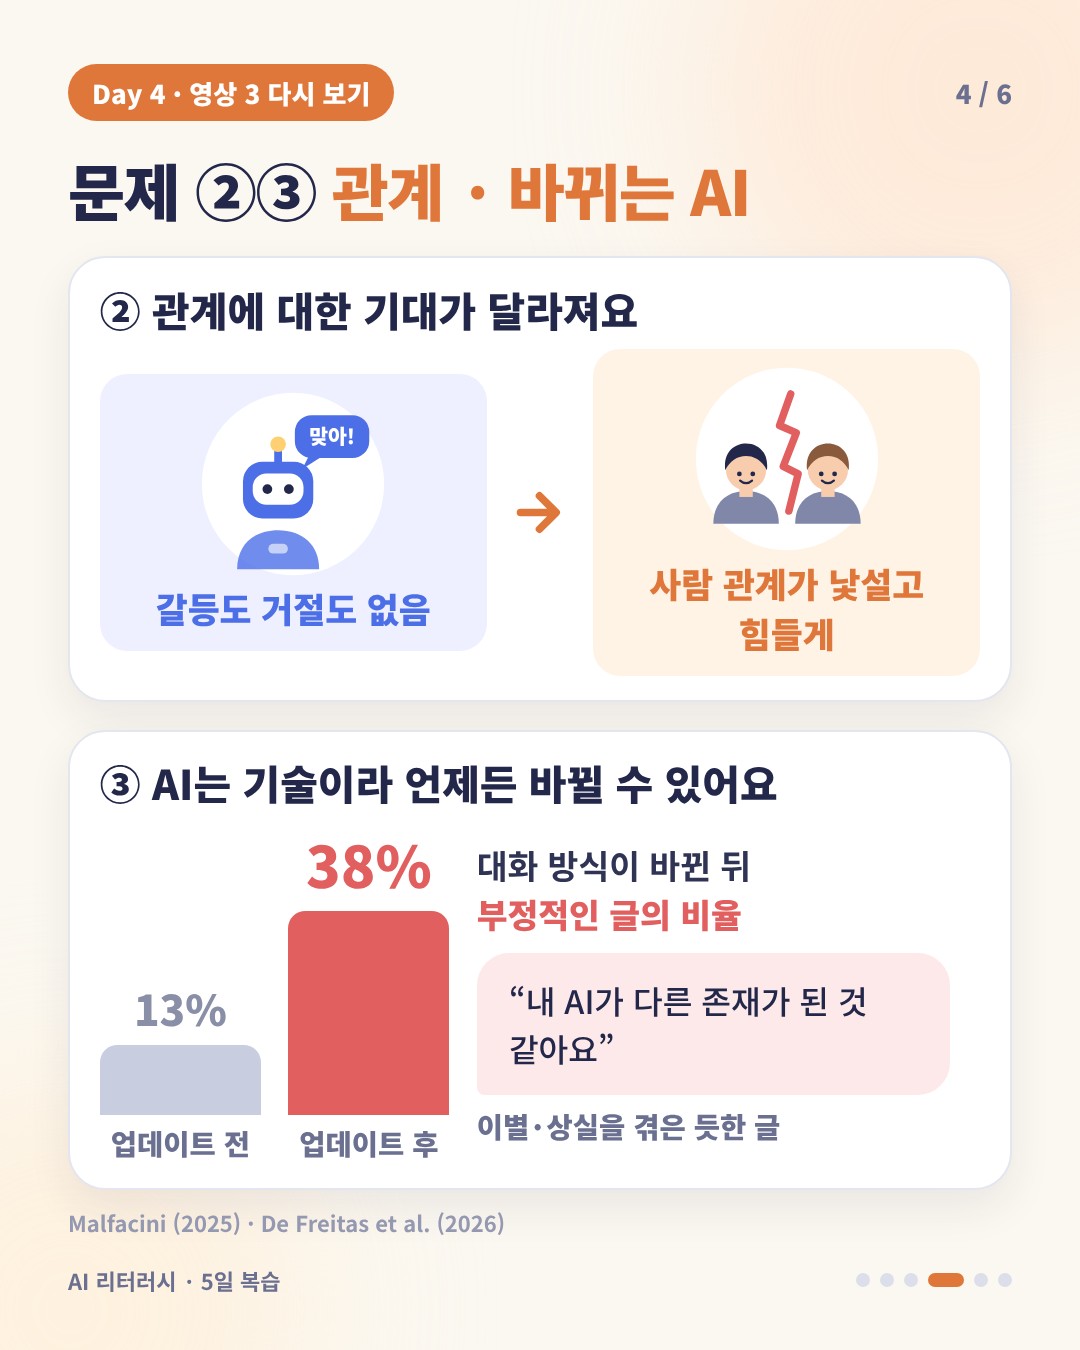 Day 4 · 영상 3 다시 보기
4 / 6
문제 ②③ 관계 · 바뀌는 AI
② 관계에 대한 기대가 달라져요
맞아!
갈등도 거절도 없음
사람 관계가 낯설고
힘들게
③ AI는 기술이라 언제든 바뀔 수 있어요
38%
13%
업데이트 전
업데이트 후
대화 방식이 바뀐 뒤
부정적인 글의 비율
“내 AI가 다른 존재가 된 것
같아요”
이별·상실을 겪은 듯한 글
Malfacini (2025) · De Freitas et al. (2026)
AI 리터러시 · 5일 복습